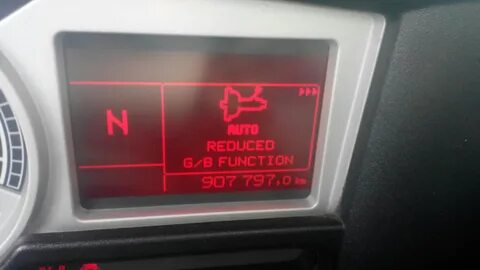 N
AUTO
REDUCED
G/B FUNCTION
907 797,0 km